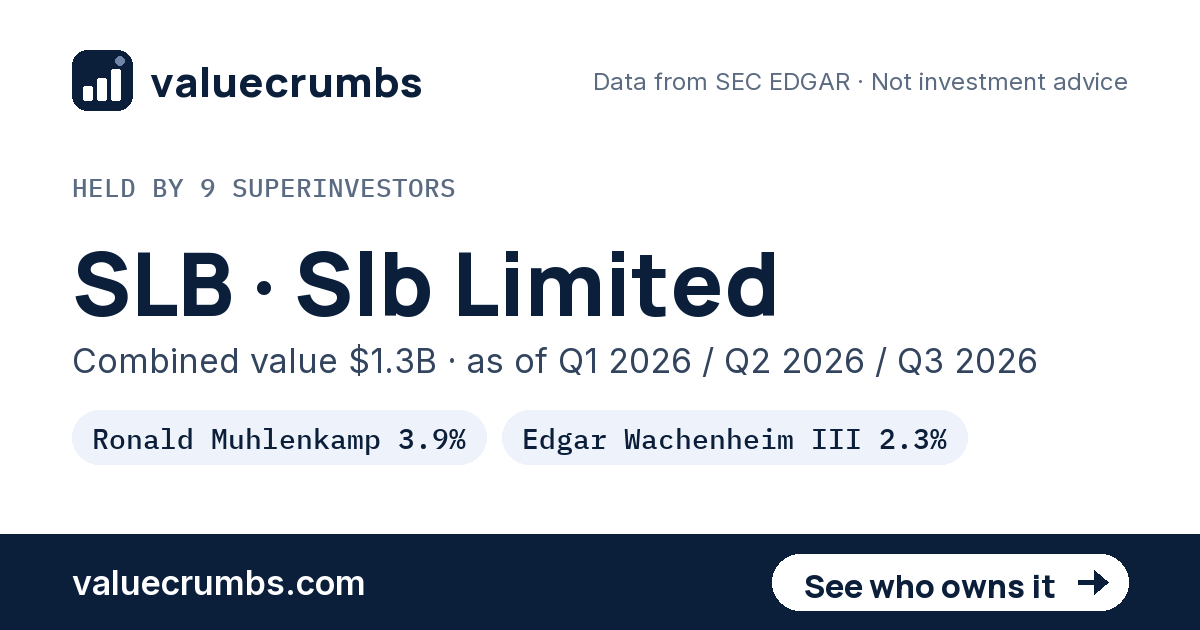 valuecrumbs
Data from SEC EDGAR · Not investment advice
HELD BY 9 SUPERINVESTORS
SLB · Slb Limited
Combined value $1.3B · as of Q1 2026 / Q2 2026 / Q3 2026
Ronald Muhlenkamp 3.9%
Edgar Wachenheim III 2.3%
valuecrumbs.com
See who owns it →